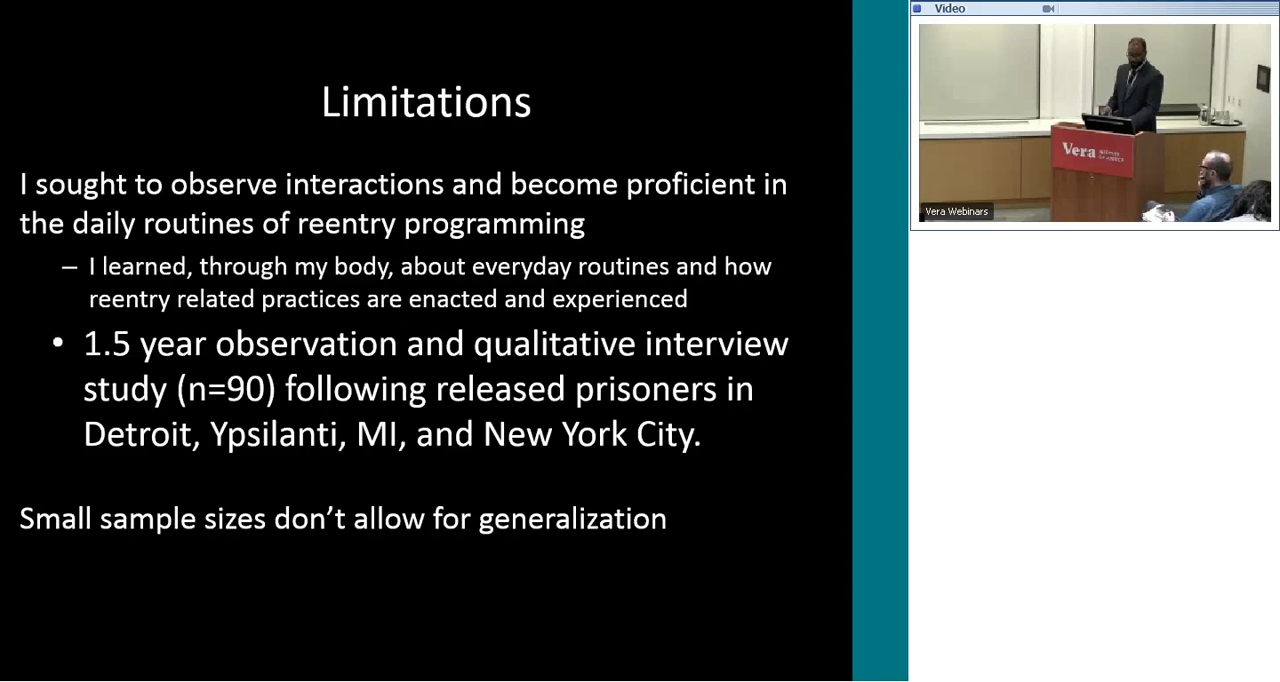 Limitations
I sought to observe interactions and become proficient in
the daily routines of reentry programming
– I learned, through my body, about everyday routines and how
reentry related practices are enacted and experienced
• 1.5 year observation and qualitative interview
study (n=90) following released prisoners in
Detroit, Ypsilanti, MI, and New York City.
Small sample sizes don’t allow for generalization
Video
Vera
Vera Webinars